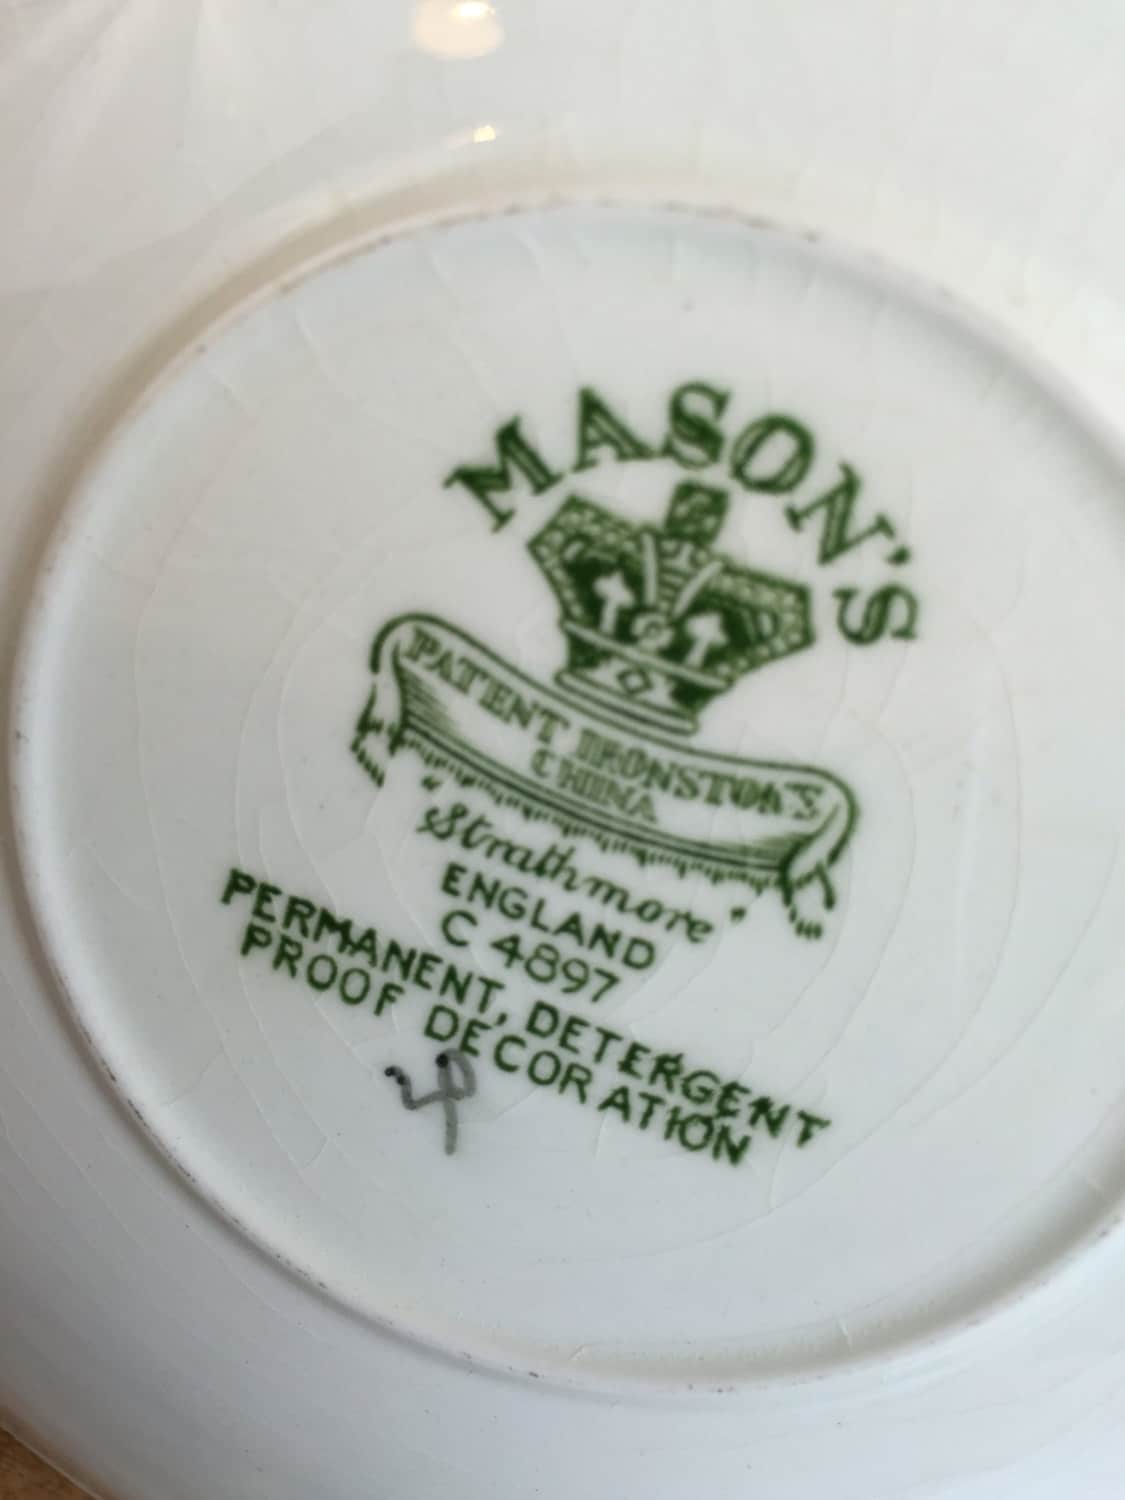 MASON'S
PATENT IRONSTONE
CHINA
"Strathmore"
ENGLAND
C 4897
PERMANENT, DETERGENT
PROOF DECORATION